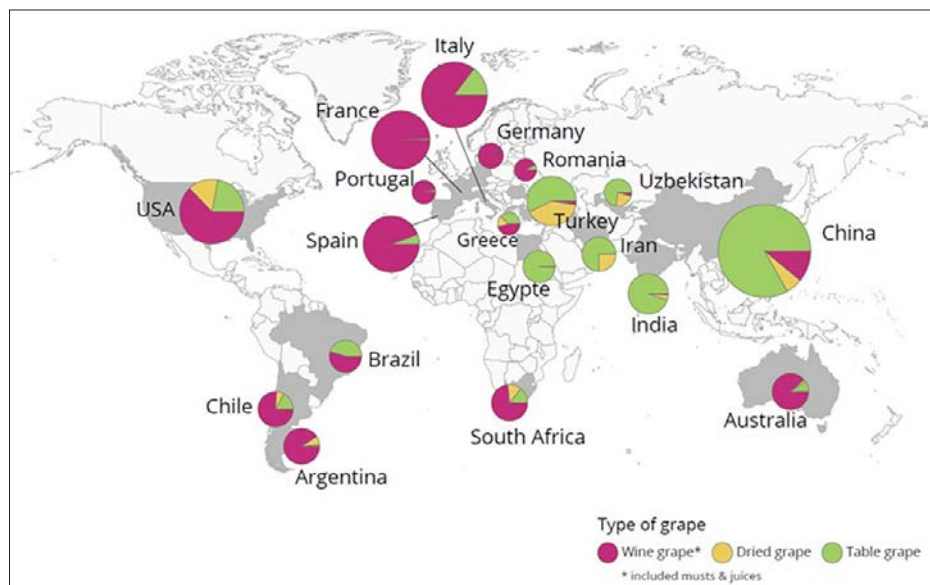 Italy
France
Germany
Romania
Portugal
Uzbekistan
USA
Spain
Greece
Turkey
China
Iran
Egypte
India
Brazil
Chile
South Africa
Australia
Argentina
Type of grape
Wine grape* Dried grape Table grape
* included musts & juices